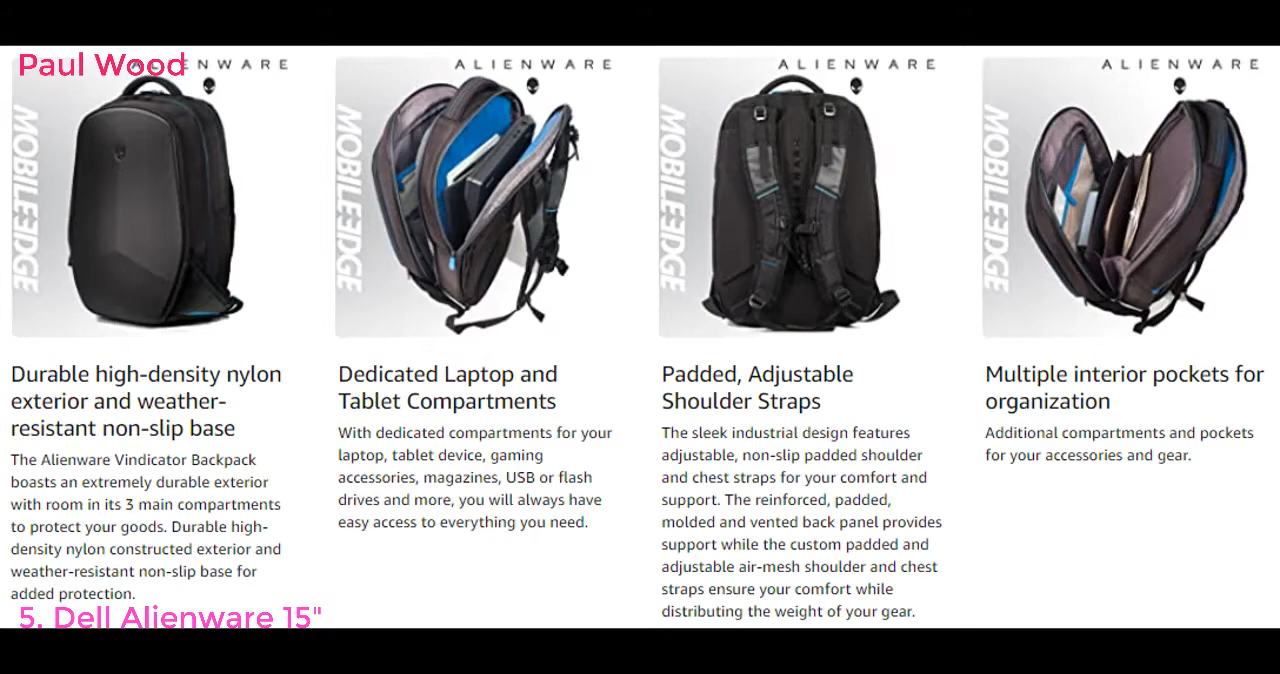 Paul Wood
ALIENWARE
ALIENWARE
ALIENWARE
ALIENWARE
MOBILE EDGE
MOBILE EDGE
MOBILE EDGE
MOBILE EDGE
Durable high-density nylon
exterior and weather-
resistant non-slip base
The Alienware Vindicator Backpack
boasts an extremely durable exterior
with room in its 3 main compartments
to protect your goods. Durable high-
density nylon constructed exterior and
weather-resistant non-slip base for
added protection.
Dedicated Laptop and
Tablet Compartments
With dedicated compartments for your
laptop, tablet device, gaming
accessories, magazines, USB or flash
drives and more, you will always have
easy access to everything you need.
Padded, Adjustable
Shoulder Straps
The sleek industrial design features
adjustable, non-slip padded shoulder
and chest straps for your comfort and
support. The reinforced, padded,
molded and vented back panel provides
support while the custom padded and
adjustable air-mesh shoulder and chest
straps ensure your comfort while
distributing the weight of your gear.
Multiple interior pockets for
organization
Additional compartments and pockets
for your accessories and gear.
5. Dell Alienware 15"